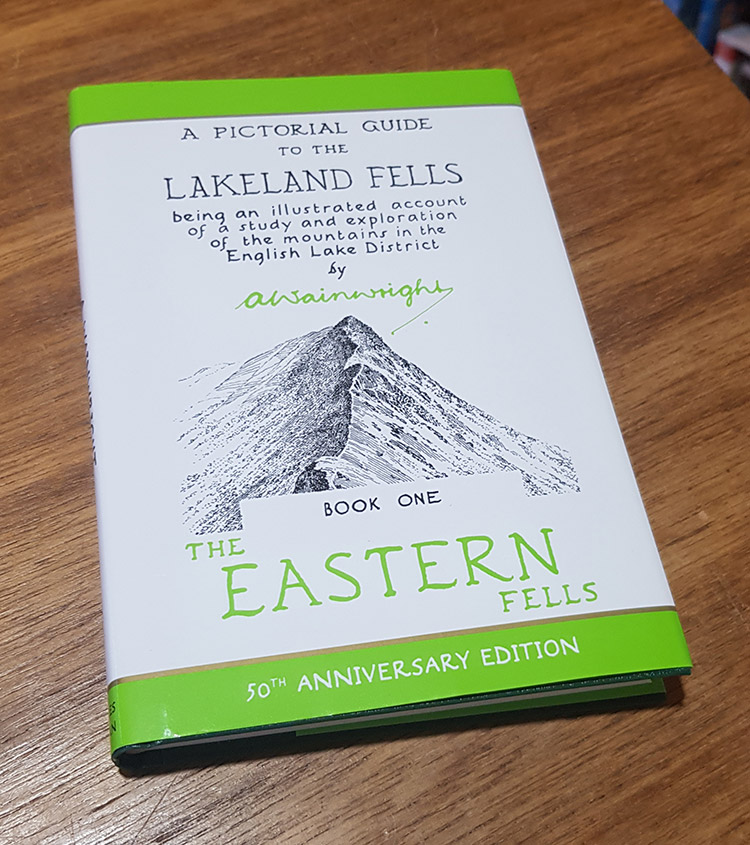 A PICTORIAL GUIDE
TO THE
LAKELAND FELLS
being an illustrated account
of a study and exploration
of the mountains in the
English Lake District
by
AWainwright
BOOK ONE
THE
EASTERN
FELLS
50TH ANNIVERSARY EDITION